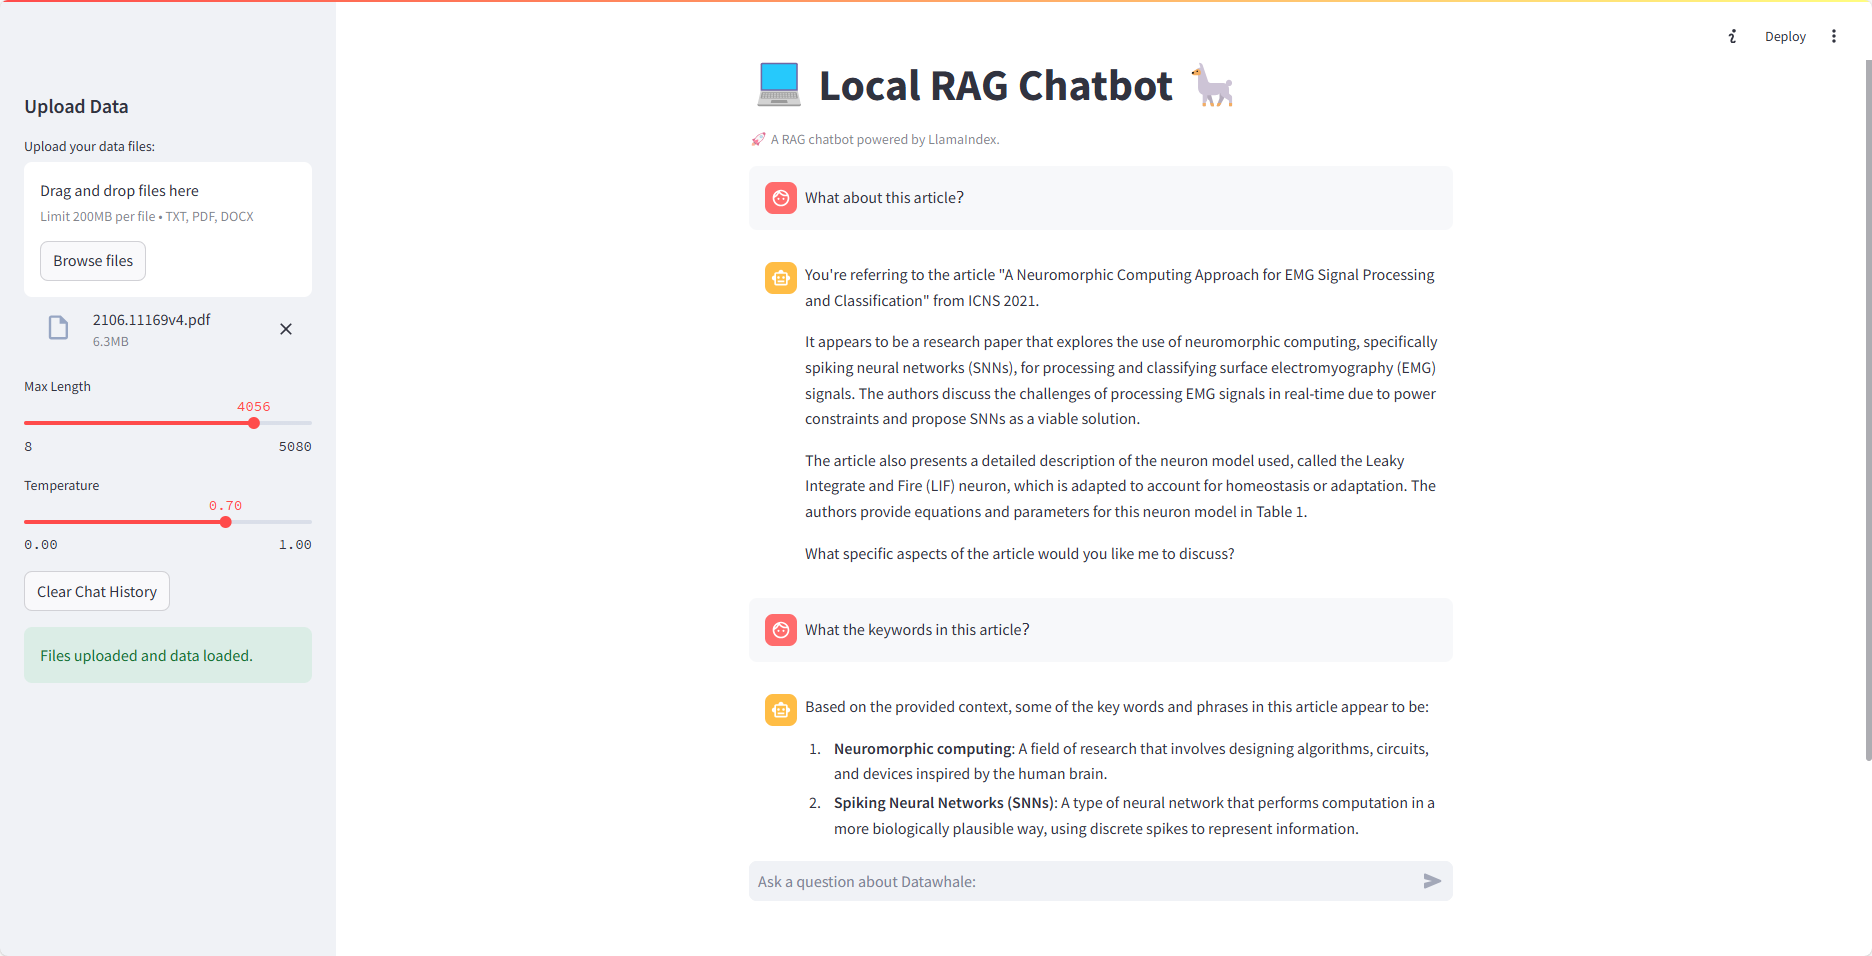 Deploy
Upload Data
Upload your data files:
Drag and drop files here
Limit 200MB per file • TXT, PDF, DOCX
Browse files
2106.11169v4.pdf
6.3MB
Max Length
4056
8 5080
Temperature
0.70
0.00 1.00
Clear Chat History
Files uploaded and data loaded.
Local RAG Chatbot
A RAG chatbot powered by LlamaIndex.
What about this article?
You're referring to the article "A Neuromorphic Computing Approach for EMG Signal Processing
and Classification" from ICNS 2021.
It appears to be a research paper that explores the use of neuromorphic computing, specifically
spiking neural networks (SNNs), for processing and classifying surface electromyography (EMG)
signals. The authors discuss the challenges of processing EMG signals in real-time due to power
constraints and propose SNNs as a viable solution.
The article also presents a detailed description of the neuron model used, called the Leaky
Integrate and Fire (LIF) neuron, which is adapted to account for homeostasis or adaptation. The
authors provide equations and parameters for this neuron model in Table 1.
What specific aspects of the article would you like me to discuss?
What the keywords in this article?
Based on the provided context, some of the key words and phrases in this article appear to be:
1. Neuromorphic computing: A field of research that involves designing algorithms, circuits,
and devices inspired by the human brain.
2. Spiking Neural Networks (SNNs): A type of neural network that performs computation in a
more biologically plausible way, using discrete spikes to represent information.
Ask a question about Datawhale: